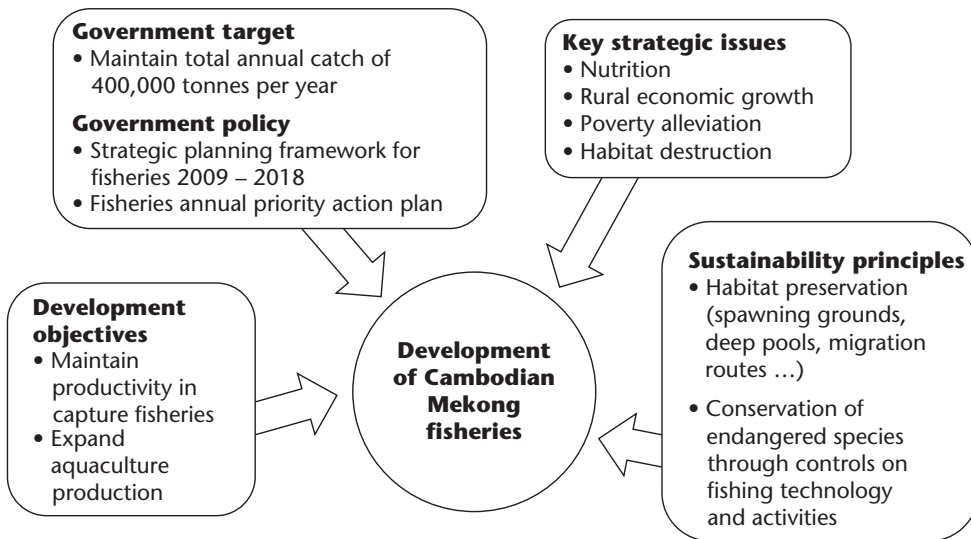 Government target
• Maintain total annual catch of
400,000 tonnes per year
Government policy
• Strategic planning framework for
fisheries 2009 – 2018
• Fisheries annual priority action plan
Key strategic issues
• Nutrition
• Rural economic growth
• Poverty alleviation
• Habitat destruction
Development
objectives
• Maintain
productivity in
capture fisheries
• Expand
aquaculture
production
Development
of Cambodian
Mekong
fisheries
Sustainability principles
• Habitat preservation
(spawning grounds,
deep pools, migration
routes ...)
• Conservation of
endangered species
through controls on
fishing technology
and activities